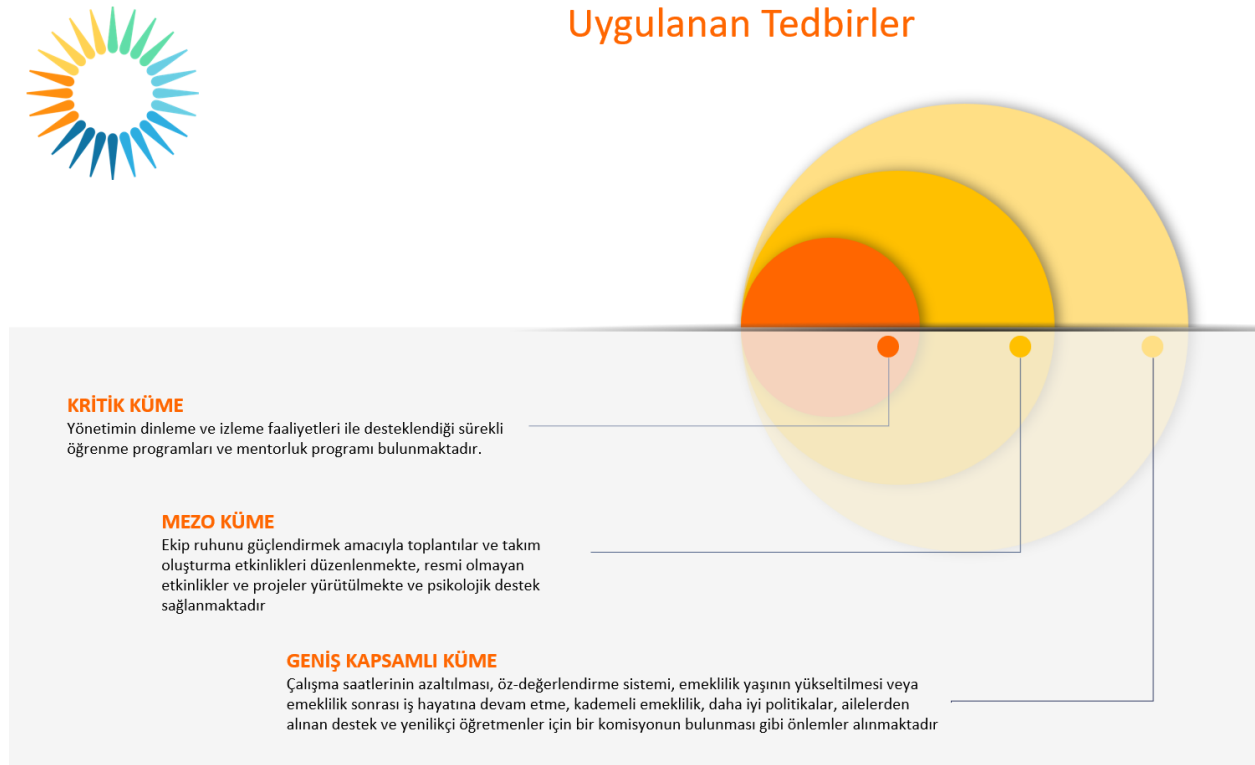 Uygulanan Tedbirler
KRİTİK KÜME
Yönetimin dinleme ve izleme faaliyetleri ile desteklendiği sürekli
öğrenme programları ve mentorluk programı bulunmaktadır.
MEZO KÜME
Ekip ruhunu güçlendirmek amacıyla toplantılar ve takım
oluşturma etkinlikleri düzenlenmekte, resmi olmayan
etkinlikler ve projeler yürütülmekte ve psikolojik destek
sağlanmaktadır
GENİŞ KAPSAMLI KÜME
Çalışma saatlerinin azaltılması, öz-değerlendirme sistemi, emeklilik yaşının yükseltilmesi veya
emeklilik sonrası iş hayatına devam etme, kademeli emeklilik, daha iyi politikalar, ailelerden
alınan destek ve yenilikçi öğretmenler için bir komisyonun bulunması gibi önlemler alınmaktadır